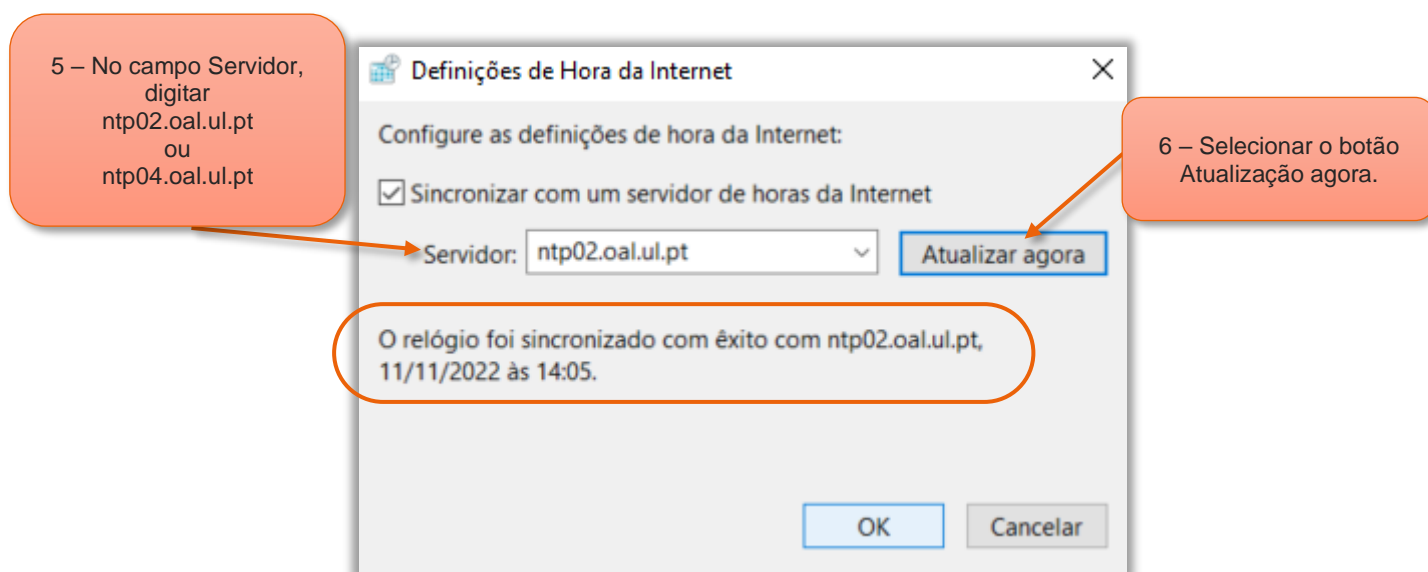 5 – No campo Servidor,
digitar
ntp02.oal.ul.pt
ou
ntp04.oal.ul.pt
Definições de Hora da Internet
Configure as definições de hora da Internet:
Sincronizar com um servidor de horas da Internet
Servidor: ntp02.oal.ul.pt
Atualizar agora
6 – Selecionar o botão
Atualização agora.
O relógio foi sincronizado com êxito com ntp02.oal.ul.pt,
11/11/2022 às 14:05.
OK
Cancelar